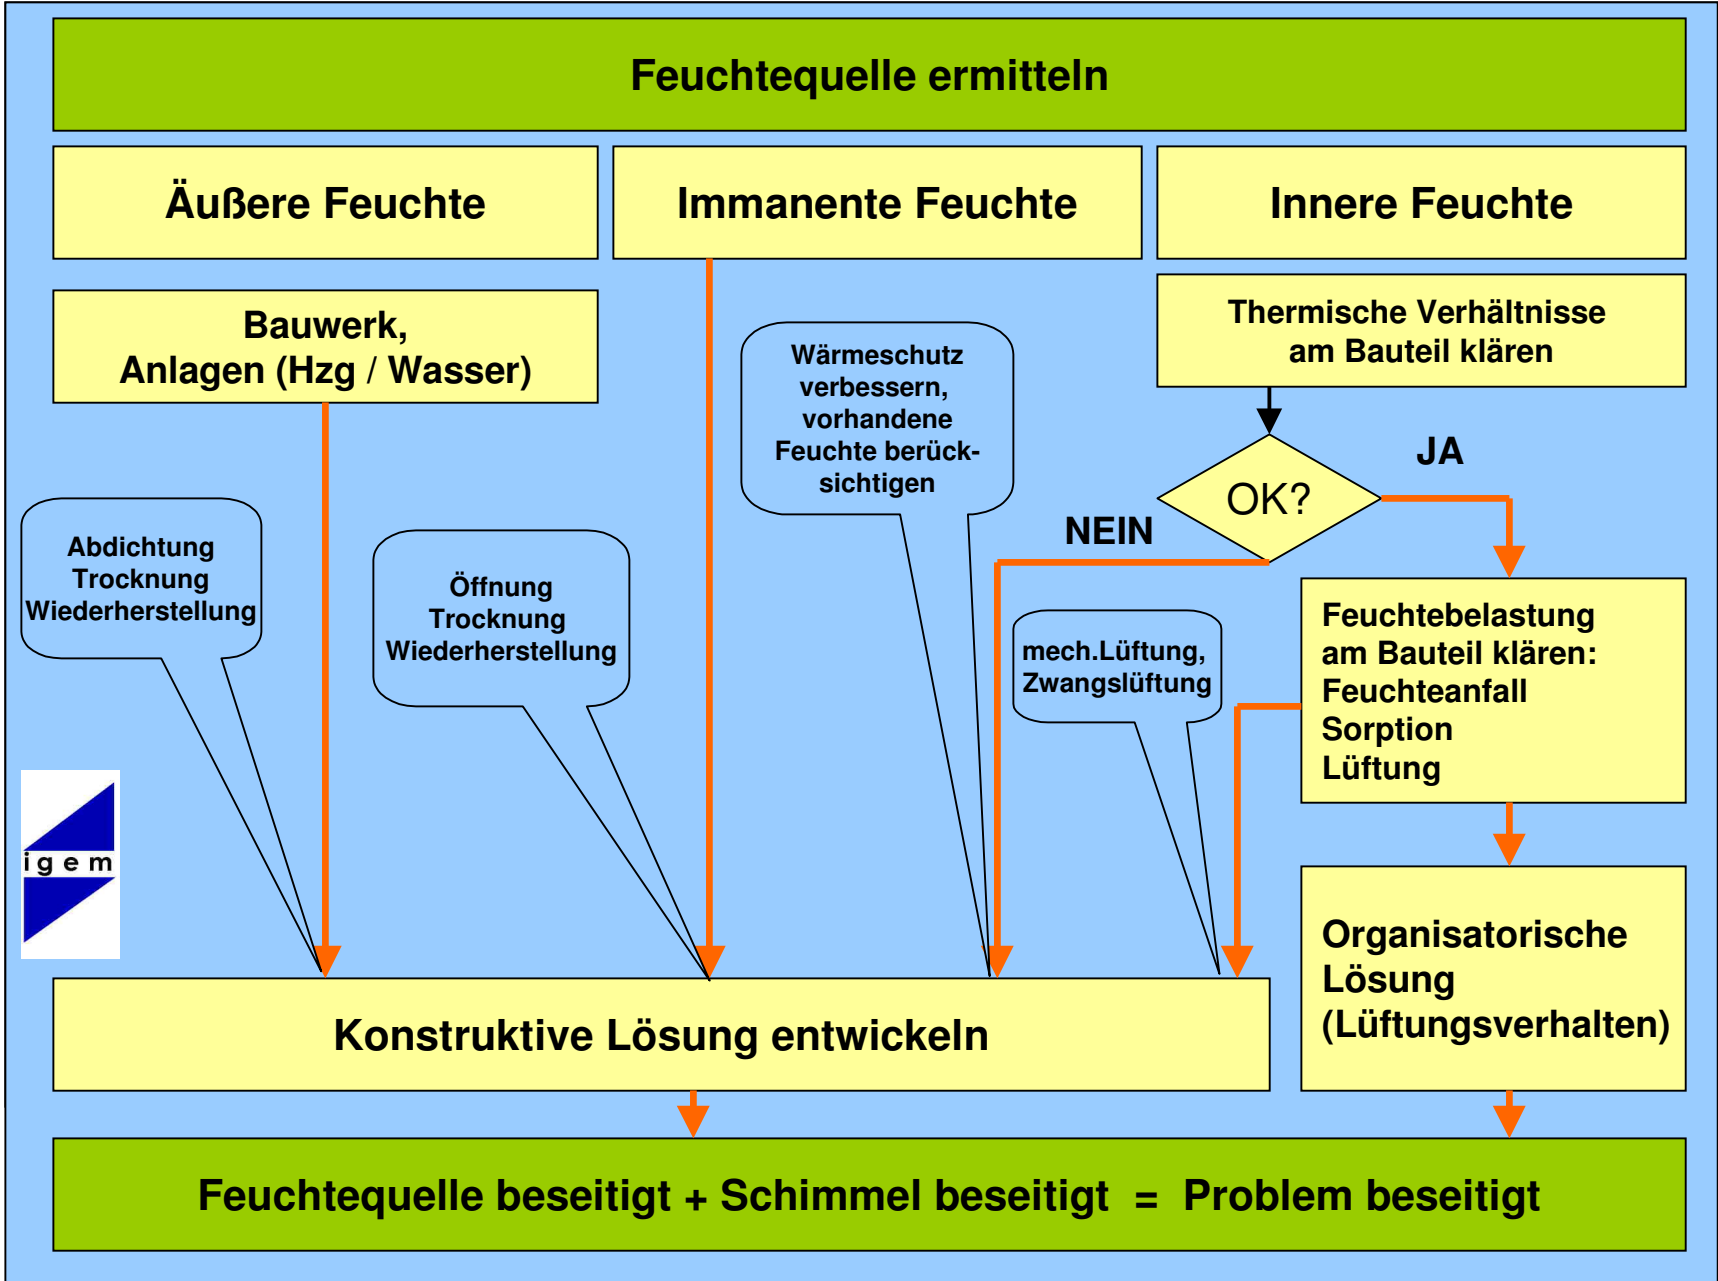 Feuchtequelle ermitteln
Äußere Feuchte
Immanente Feuchte
Innere Feuchte
Bauwerk,
Anlagen (Hzg / Wasser)
Thermische Verhältnisse
am Bauteil klären
Wärmeschutz
verbessern,
vorhandene
Feuchte berück-
sichtigen
OK?
JA
NEIN
Abdichtung
Trocknung
Wiederherstellung
Öffnung
Trocknung
Wiederherstellung
mech.Lüftung,
Zwangslüftung
Feuchtebelastung
am Bauteil klären:
Feuchteanfall
Sorption
Lüftung
igem
Organisatorische
Lösung
(Lüftungsverhalten)
Konstruktive Lösung entwickeln
Feuchtequelle beseitigt + Schimmel beseitigt = Problem beseitigt